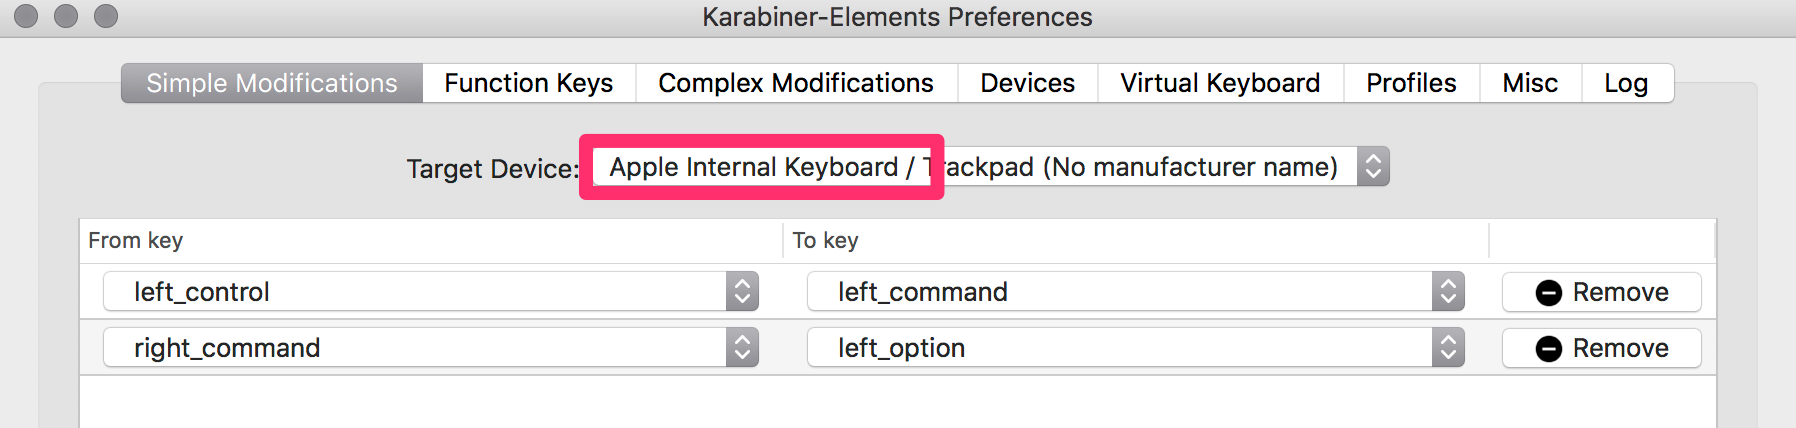 Karabiner-Elements Preferences
Simple Modifications Function Keys Complex Modifications Devices Virtual Keyboard Profiles Misc Log
Target Device: Apple Internal Keyboard / Trackpad (No manufacturer name)
From key To key
left_control left_command Remove
right_command left_option Remove